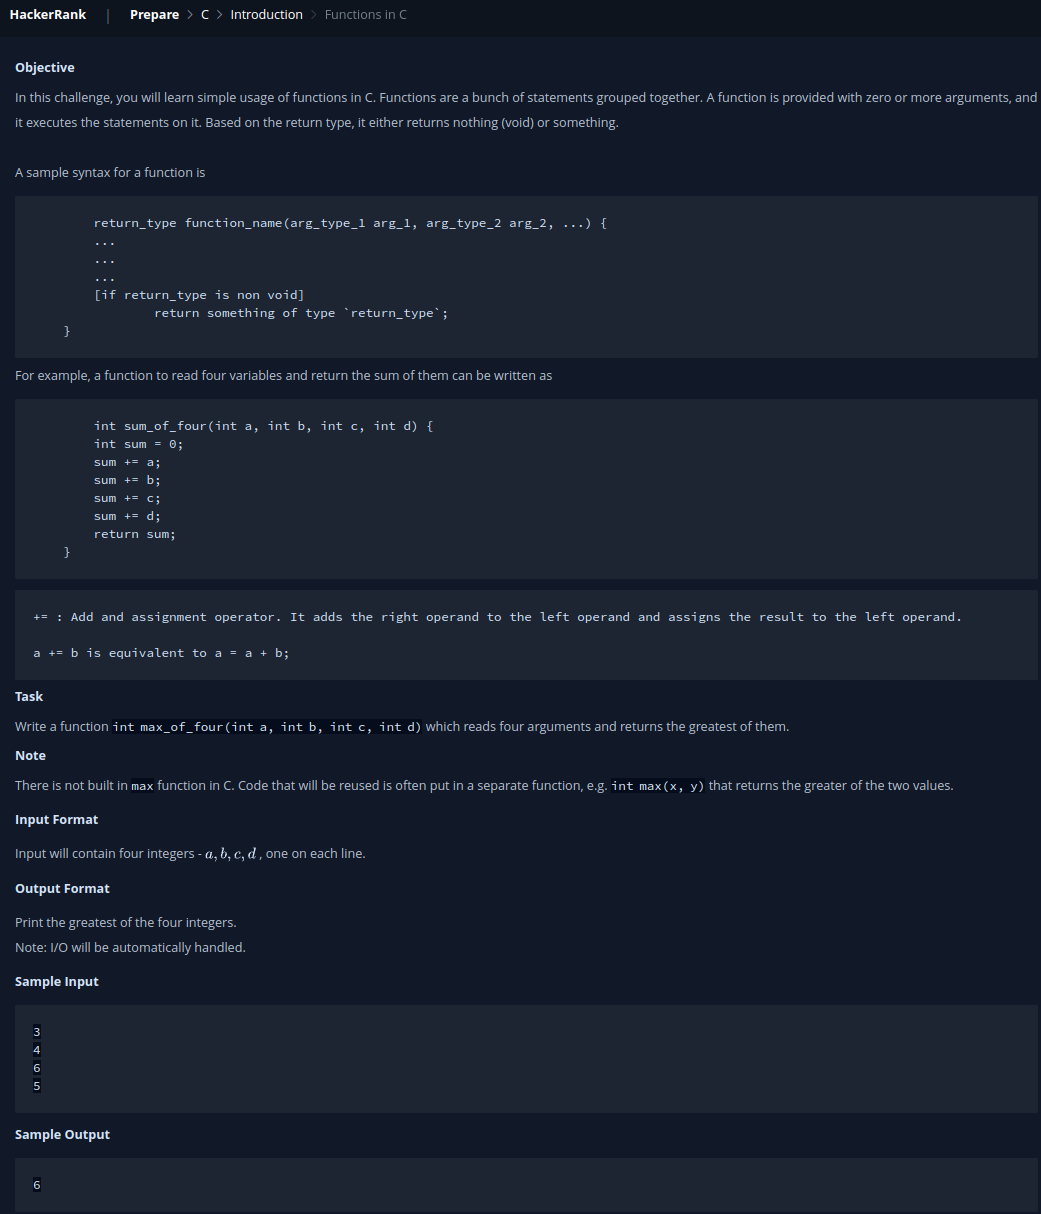 HackerRank | Prepare > C > Introduction > Functions in C
Objective
In this challenge, you will learn simple usage of functions in C. Functions are a bunch of statements grouped together. A function is provided with zero or more arguments, and
it executes the statements on it. Based on the return type, it either returns nothing (void) or something.
A sample syntax for a function is
return_type function_name(arg_type_1 arg_1, arg_type_2 arg_2, ...) {
...
...
...
[if return_type is non void]
return something of type `return_type`;
}
For example, a function to read four variables and return the sum of them can be written as
int sum_of_four(int a, int b, int c, int d) {
int sum = 0;
sum += a;
sum += b;
sum += c;
sum += d;
return sum;
}
+= : Add and assignment operator. It adds the right operand to the left operand and assigns the result to the left operand.
a += b is equivalent to a = a + b;
Task
Write a function int max_of_four(int a, int b, int c, int d) which reads four arguments and returns the greatest of them.
Note
There is not built in max function in C. Code that will be reused is often put in a separate function, e.g. int max(x, y) that returns the greater of the two values.
Input Format
Input will contain four integers - a, b, c, d , one on each line.
Output Format
Print the greatest of the four integers.
Note: I/O will be automatically handled.
Sample Input
3
4
6
5
Sample Output
6